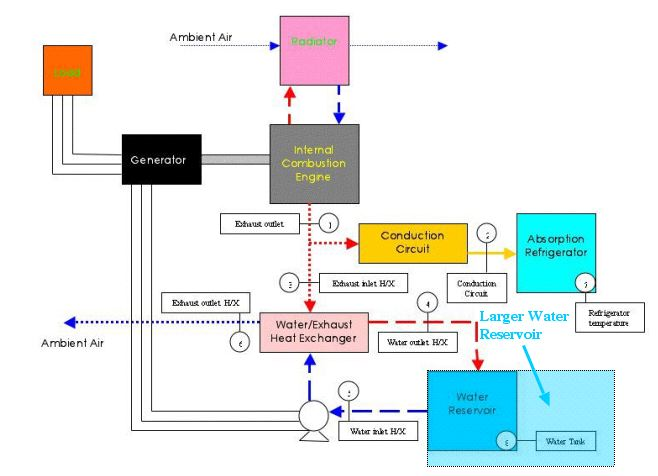 Ambient Air
Radiator
Load
Generator
Internal
Combustion
Engine
Exhaust outlet
1
Conduction
Circuit
2
Absorption
Refrigerator
3
Exhaust inlet H/X
Conduction
Circuit
5
Refrigerator
temperature
Exhaust outlet H/X
4
6
Water/Exhaust
Heat Exchanger
Water outlet H/X
Larger Water
Reservoir
Ambient Air
Water
Reservoir
Water inlet H/X
8
Water Tank